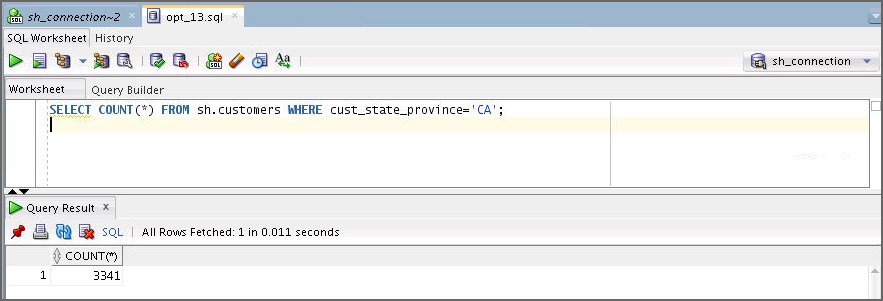 sh_connection~2 × opt_13.sql ×
SQL Worksheet History
sh_connection
Worksheet Query Builder
SELECT COUNT(*) FROM sh.customers WHERE cust_state_province='CA';
Query Result ×
SQL | All Rows Fetched: 1 in 0.011 seconds
COUNT(*)
1 3341